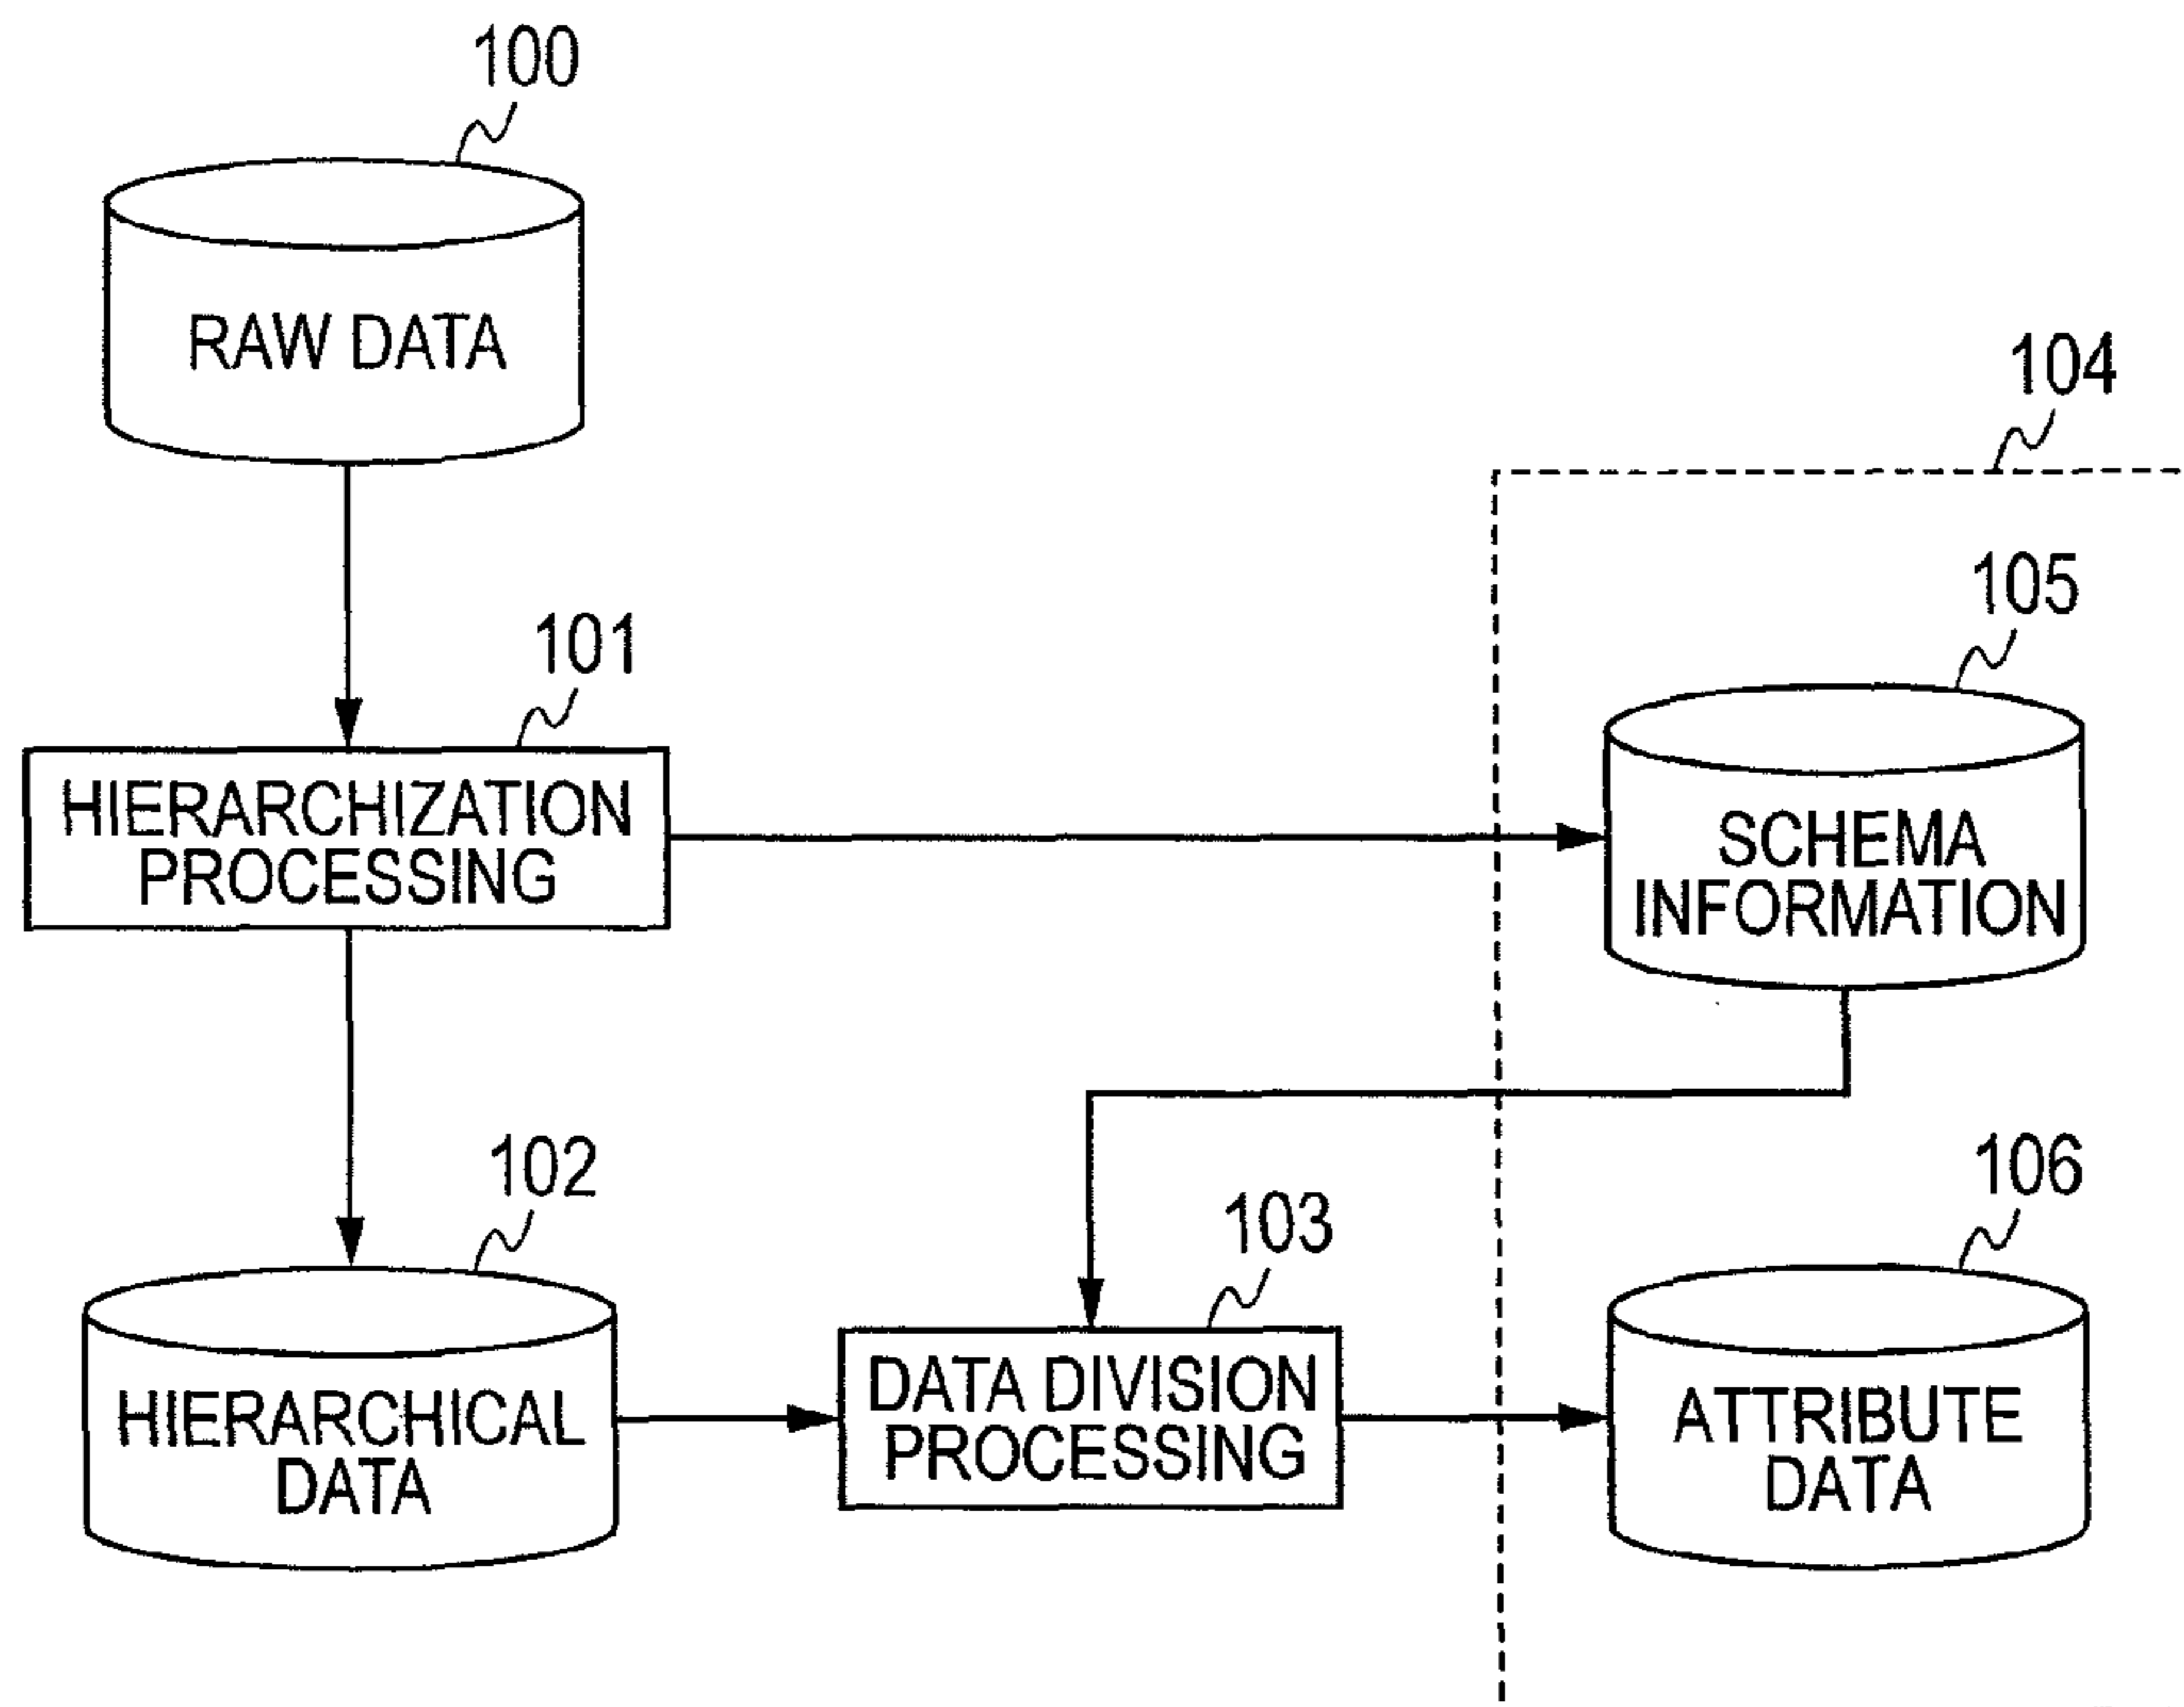 100
RAW DATA
104
105
101
HIERARCHIZATION
PROCESSING
SCHEMA
INFORMATION
102
103
106
HIERARCHICAL
DATA
DATA DIVISION
PROCESSING
ATTRIBUTE
DATA